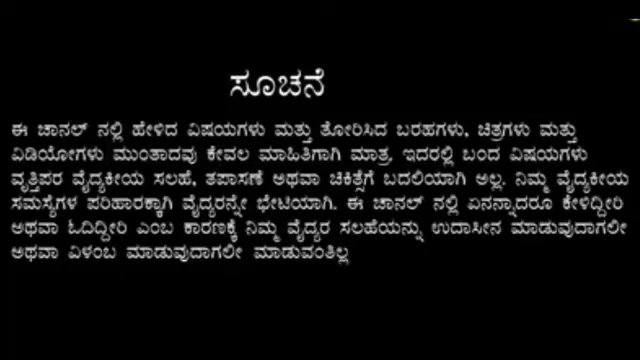 ಸೂಚನೆ
ಈ ಚಾನಲ್ ನಲ್ಲಿ ಹೇಳಿದ ವಿಷಯಗಳು ಮತ್ತು ತೋರಿಸಿದ ಬರಹಗಳು, ಚಿತ್ರಗಳು ಮತ್ತು
ವಿಡಿಯೋಗಳು ಮುಂತಾದವು ಕೇವಲ ಮಾಹಿತಿಗಾಗಿ ಮಾತ್ರ. ಇದರಲ್ಲಿ ಬಂದ ವಿಷಯಗಳು
ವೃತ್ತಿಪರ ವೈದ್ಯಕೀಯ ಸಲಹೆ, ತಪಾಸಣೆ ಅಥವಾ ಚಿಕಿತ್ಸೆಗೆ ಬದಲಿಯಾಗಿ ಅಲ್ಲ. ನಿಮ್ಮ ವೈದ್ಯಕೀಯ
ಸಮಸ್ಯೆಗಳ ಪರಿಹಾರಕ್ಕಾಗಿ ವೈದ್ಯರನ್ನೇ ಭೇಟಿಯಾಗಿ. ಈ ಚಾನಲ್ ನಲ್ಲಿ ಏನನ್ನಾದರೂ ಕೇಳಿದ್ದೀರಿ
ಅಥವಾ ಓದಿದ್ದೀರಿ ಎಂಬ ಕಾರಣಕ್ಕೆ ನಿಮ್ಮ ವೈದ್ಯರ ಸಲಹೆಯನ್ನು ಉದಾಸೀನ ಮಾಡುವುದಾಗಲೀ
ಅಥವಾ ವಿಳಂಬ ಮಾಡುವುದಾಗಲೀ ಮಾಡುವಂತಿಲ್ಲ